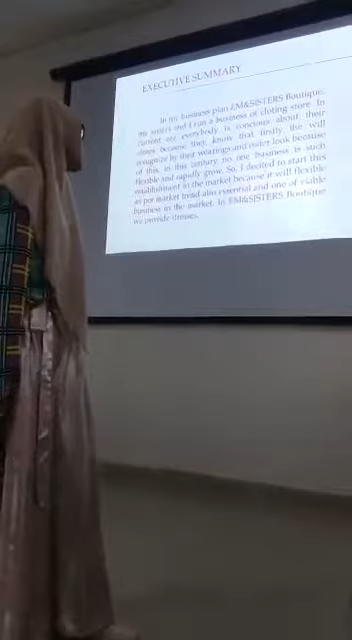 EXECUTIVE SUMMARY
In my business plan EM&SISTERS Boutique,
my sisters and I run a business of cloting store. In
current era everybody is concious about their
dress because they know that firstly the will
recognize by their wearings and outer look because
of this, in this century no one business is such
flexible and rapidly grow. So, I decited to start this
establishment in the market because it will flexible
as per market trend also essential and one of viable
business in the market. In EM&SISTERS Boutique
we provide dresses.